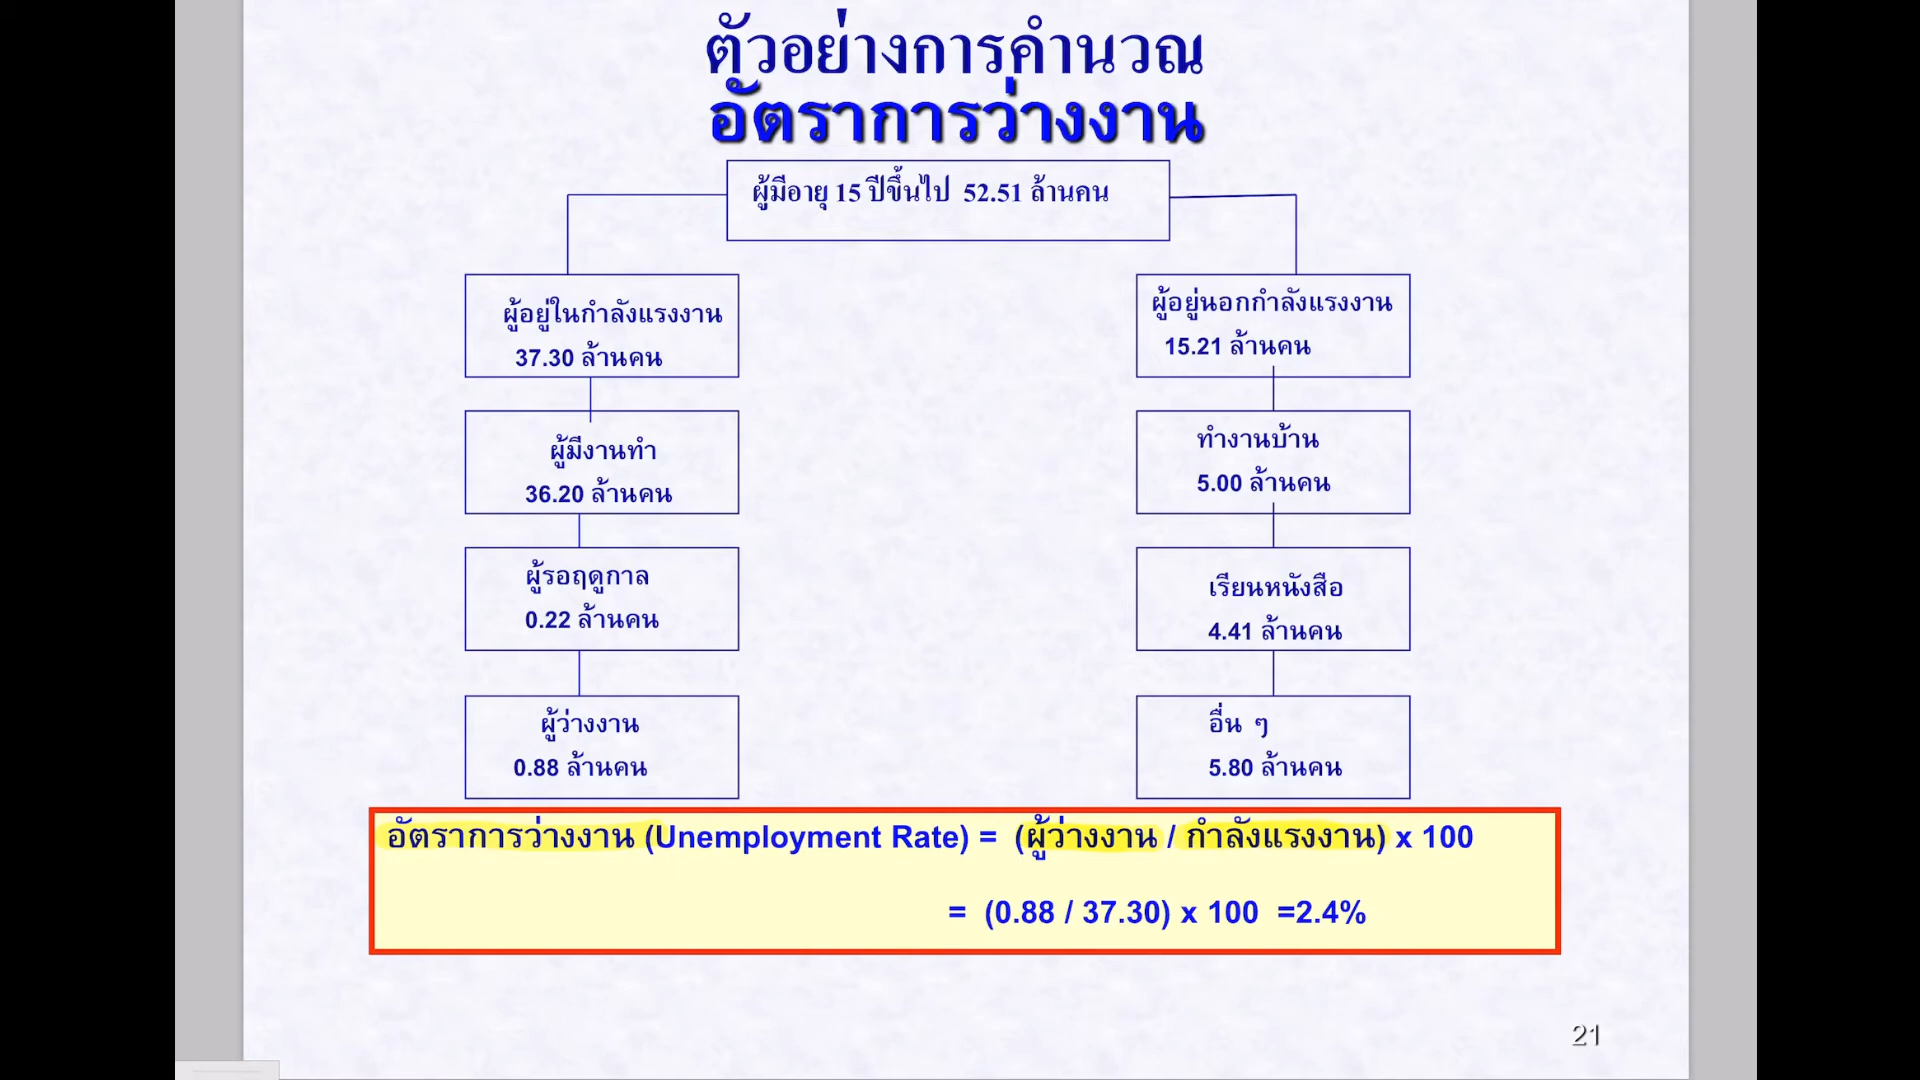 ตัวอย่างการคำนวณ
อัตราการว่างงาน
ผู้มีอายุ 15 ปีขึ้นไป 52.51 ล้านคน
ผู้อยู่ในกำลังแรงงาน
37.30 ล้านคน
ผู้อยู่นอกกำลังแรงงาน
15.21 ล้านคน
ผู้มีงานทำ
36.20 ล้านคน
ทำงานบ้าน
5.00 ล้านคน
ผู้รอฤดูกาล
0.22 ล้านคน
เรียนหนังสือ
4.41 ล้านคน
ผู้ว่างงาน
0.88 ล้านคน
อื่น ๆ
5.80 ล้านคน
อัตราการว่างงาน (Unemployment Rate) = (ผู้ว่างงาน / กำลังแรงงาน) x 100
= (0.88 / 37.30) x 100 =2.4%
21